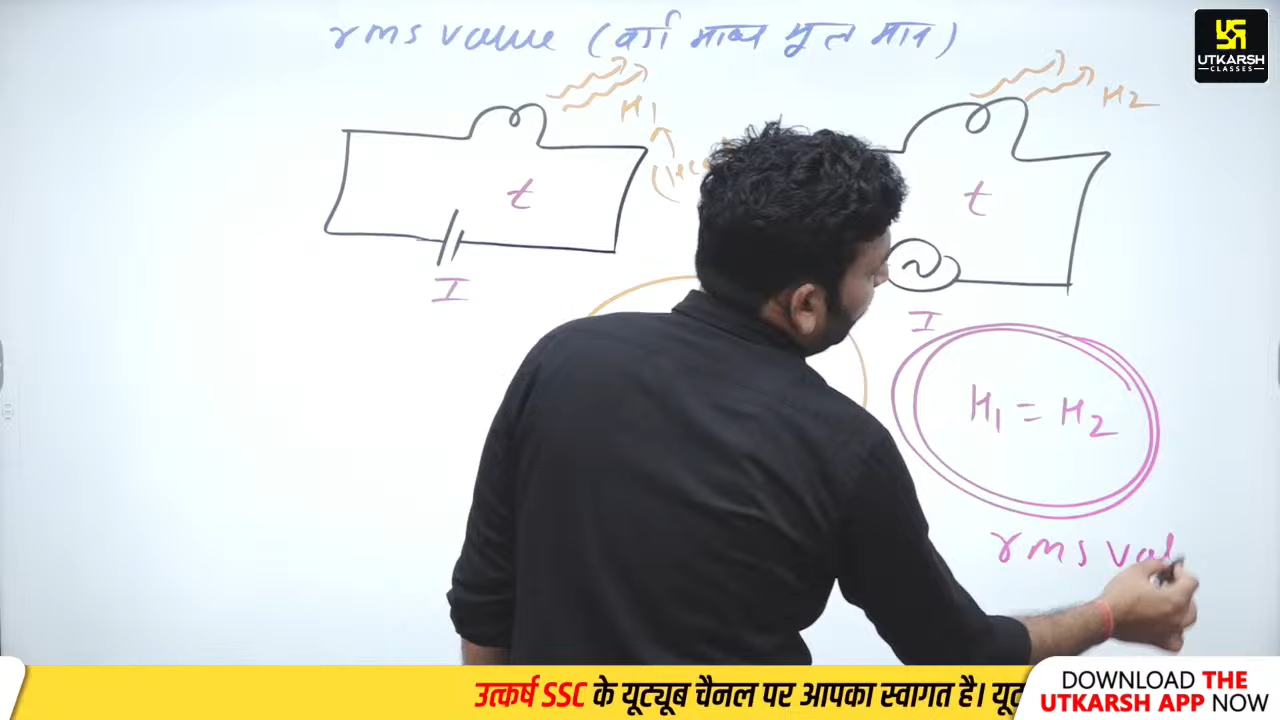 rms value (वर्ग माध्य मूल मान)
UTKARSH
CLASSES
H1
H2
t
t
I
I
H1 = H2
rms val
उत्कर्ष SSC के यूट्यूब चैनल पर आपका स्वागत है। यूट
DOWNLOAD THE
UTKARSH APP NOW